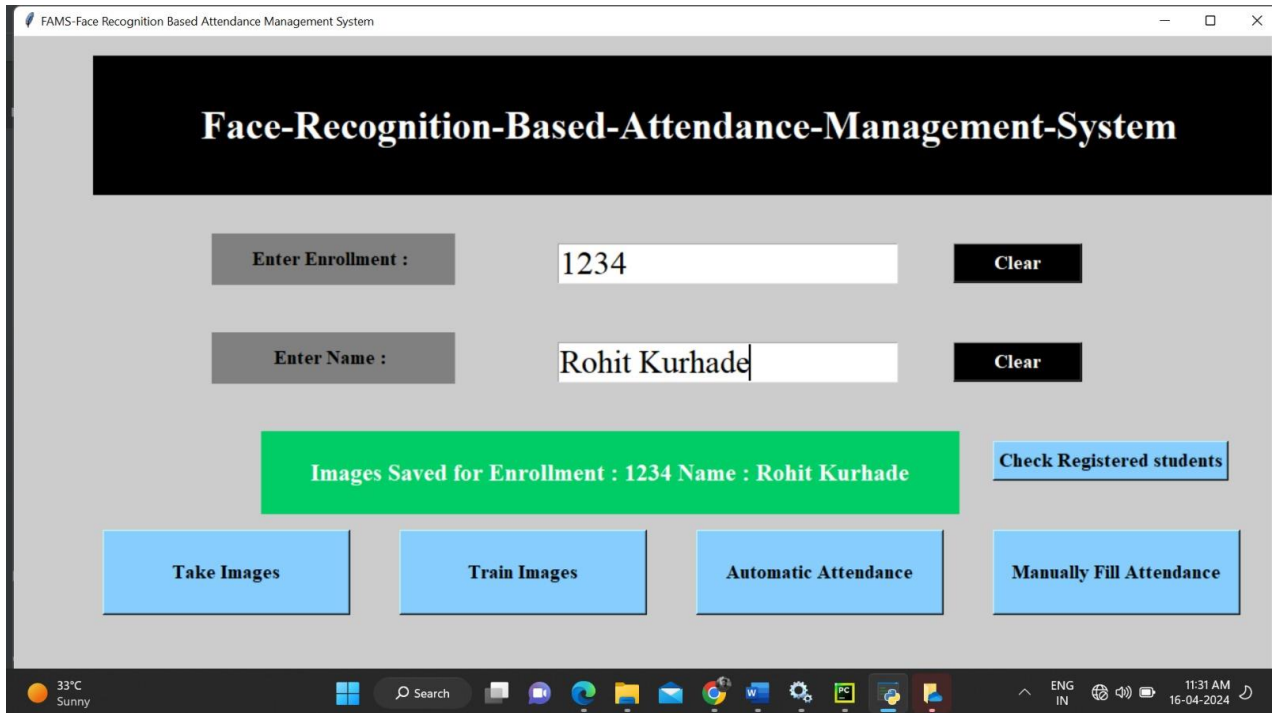 FAMS-Face Recognition Based Attendance Management System
Face-Recognition-Based-Attendance-Management-System
Enter Enrollment :
1234
Clear
Enter Name :
Rohit Kurhade
Clear
Images Saved for Enrollment : 1234 Name : Rohit Kurhade
Check Registered students
Take Images
Train Images
Automatic Attendance
Manually Fill Attendance
33°C
Sunny
Search
W
PC
ENG
IN
11:31 AM
16-04-2024